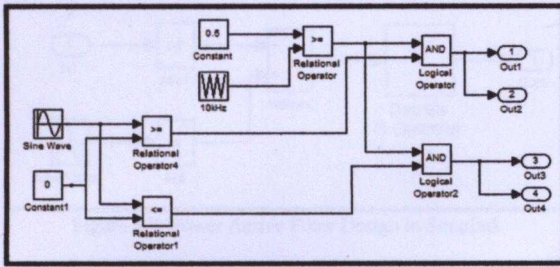 0.5
Constant
>=
Relational
Operator
10kHz
AND
Logical
Operator
1
Out1
2
Out2
Sine Wave
>=
Relational
Operator4
0
Constant1
<=
Relational
Operator1
AND
Logical
Operator2
3
Out3
4
Out4